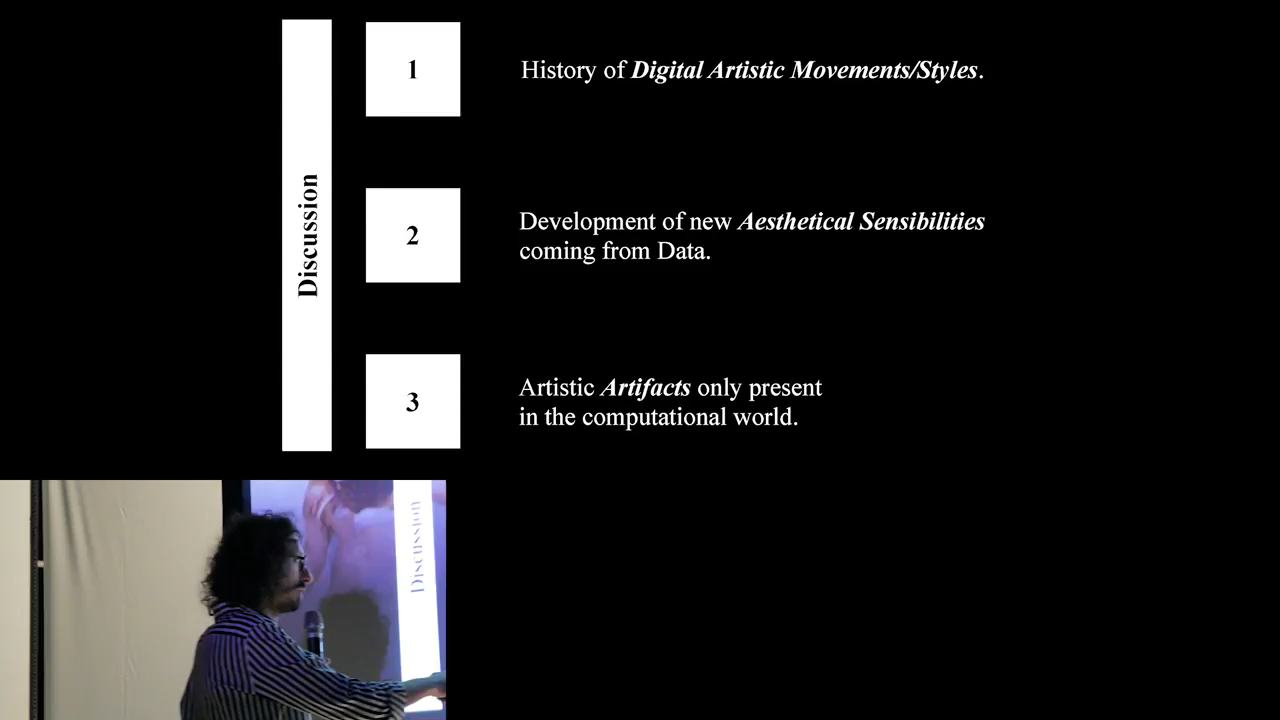 Discussion
1
History of Digital Artistic Movements/Styles.
2
Development of new Aesthetical Sensibilities
coming from Data.
3
Artistic Artifacts only present
in the computational world.
Discussion